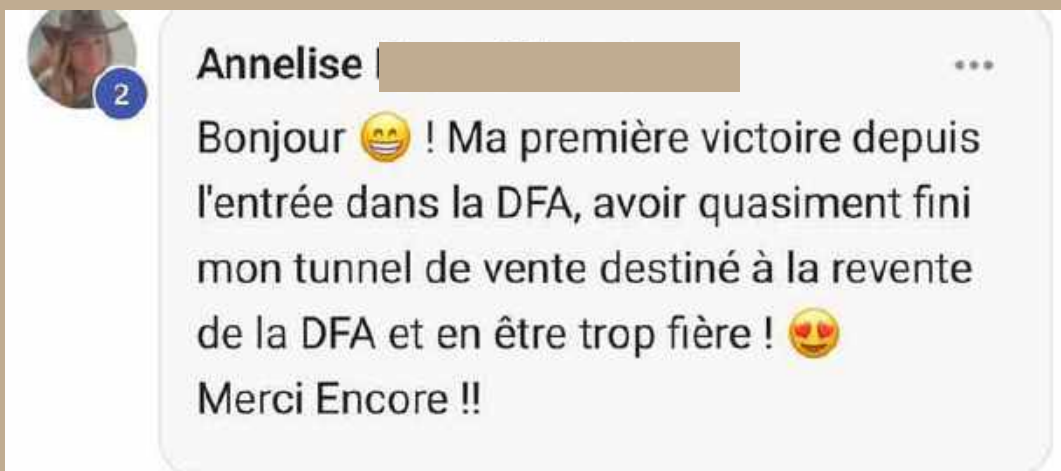 Annelise
2
Bonjour 😁 ! Ma première victoire depuis
l'entrée dans la DFA, avoir quasiment fini
mon tunnel de vente destiné à la revente
de la DFA et en être trop fière ! 😍
Merci Encore !!